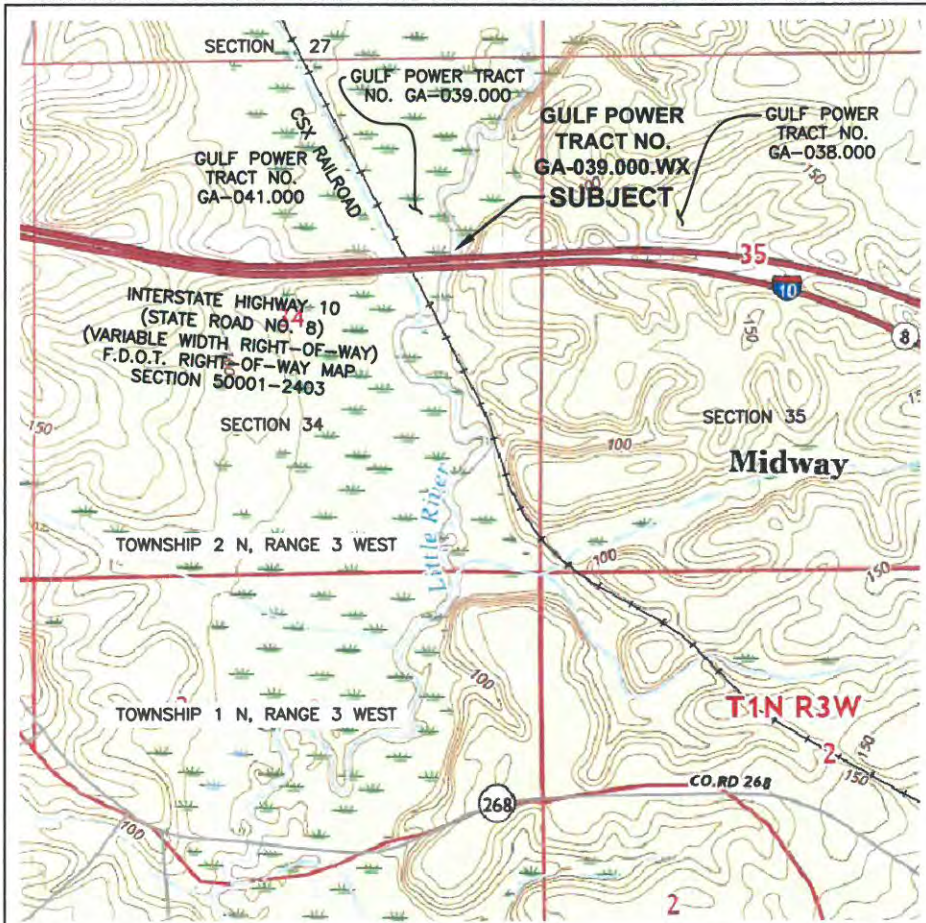 SECTION 27
GULF POWER TRACT
NO. GA-039.000
CSX RAILROAD
GULF POWER
TRACT NO.
GA-041.000
GULF POWER
TRACT NO.
GA-039.000.WX
SUBJECT
GULF POWER
TRACT NO.
GA-038.000
100
150
35
10
8
INTERSTATE HIGHWAY 10
(STATE ROAD NO. 8)
(VARIABLE WIDTH RIGHT-OF-WAY)
F.D.O.T. RIGHT-OF-WAY MAP
SECTION 50001-2403
150
150
SECTION 34
SECTION 35
100
Midway
Little River
TOWNSHIP 2 N, RANGE 3 WEST
100
150
100
TOWNSHIP 1 N, RANGE 3 WEST
T1N R3W
2
150
150
CO.RD 268
268
100
2